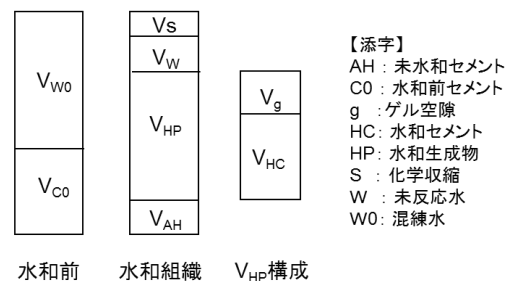 V_W0
V_C0
水和前
Vs
V_W
V_HP
V_AH
水和組織
V_g
V_HC
V_HP構成
【添字】
AH : 未水和セメント
C0 : 水和前セメント
g : ゲル空隙
HC: 水和セメント
HP: 水和生成物
S : 化学収縮
W : 未反応水
W0: 混練水